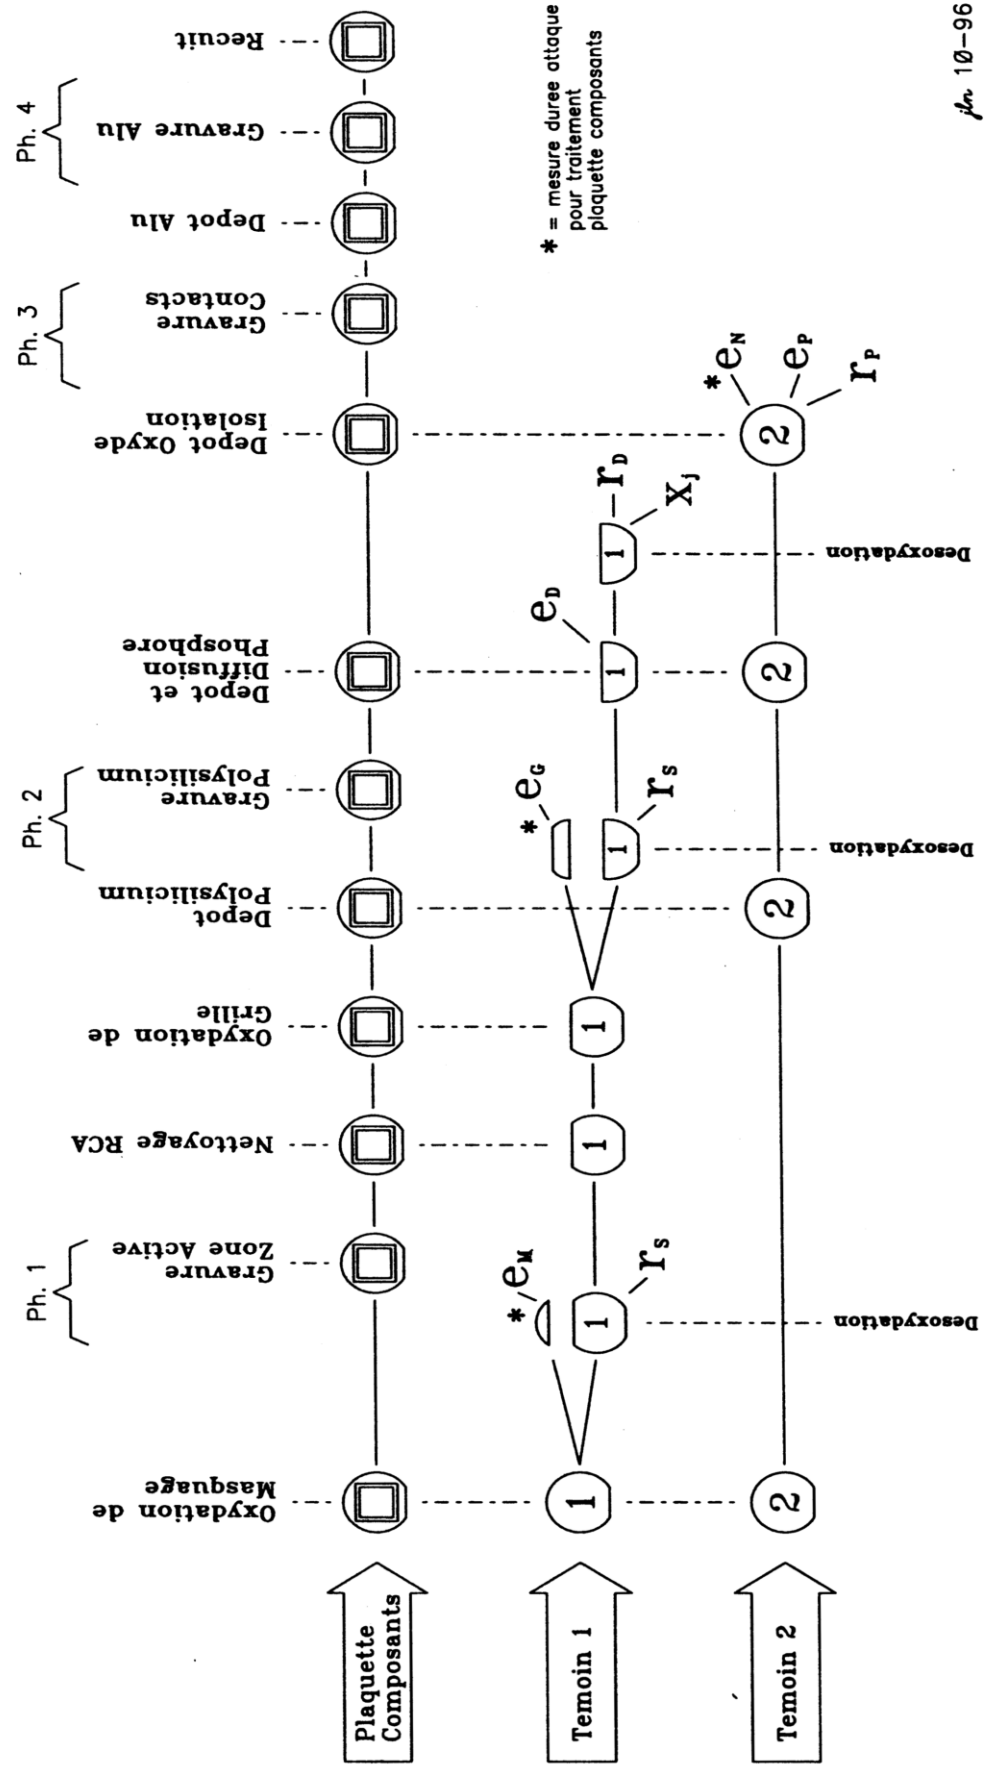 Ph. 1
Ph. 2
Ph. 3
Ph. 4
Oxydation de
Masquage
Gravure
Zone Active
Nettoyage RCA
Oxydation de
Grille
Depot
Polysilicium
Gravure
Polysilicium
Depot et
Diffusion
Phosphore
Depot Oxyde
Isolation
Gravure
Contacts
Depot Alu
Gravure Alu
Recuit
Plaquette
Composants
* = mesure duree attaque
pour traitement
plaquette composants
Temoin 1
1
* eM
1
rS
1
1
* eG
1
rS
1
eD
1
rD
Xj
Desoxydation
Desoxydation
Desoxydation
Temoin 2
2
2
2
2
* eN
eP
rP
jln 10-96